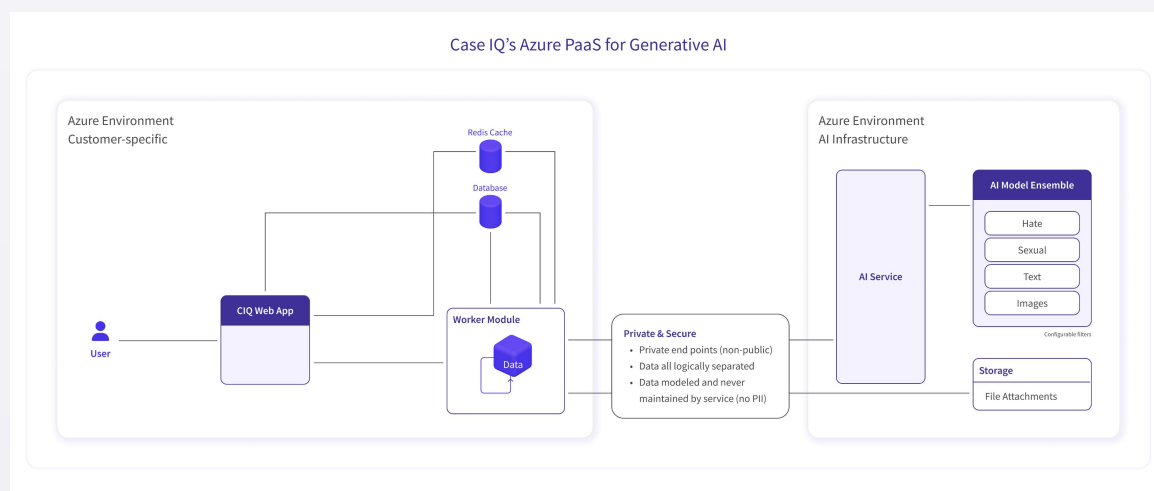 Case IQ's Azure PaaS for Generative AI
Azure Environment
Customer-specific
Redis Cache
Database
User
CIQ Web App
Worker Module
Data
Private & Secure
• Private end points (non-public)
• Data all logically separated
• Data modeled and never
maintained by service (no PII)
Azure Environment
AI Infrastructure
AI Service
AI Model Ensemble
Hate
Sexual
Text
Images
Configurable filters
Storage
File Attachments